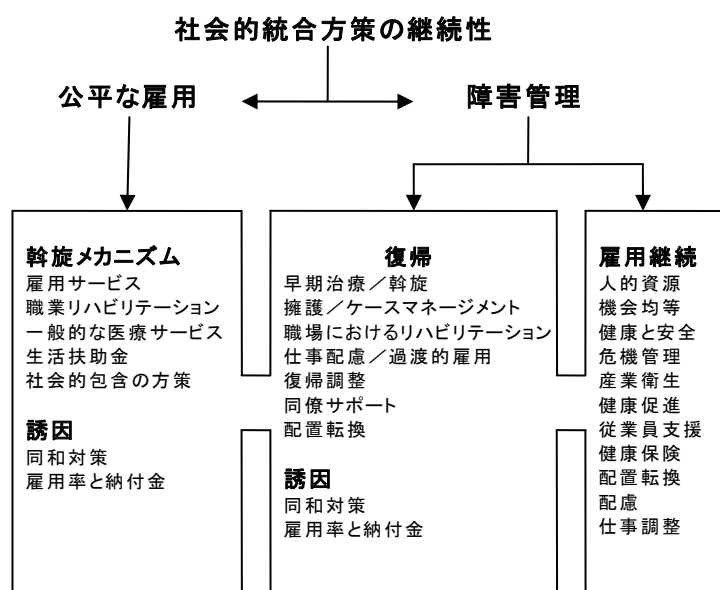 社会的統合方策の継続性
公平な雇用
障害管理
斡旋メカニズム
雇用サービス
職業リハビリテーション
一般的な医療サービス
生活扶助金
社会的包含の方策
誘因
同和対策
雇用率と納付金
復帰
早期治療／斡旋
擁護／ケースマネージメント
職場におけるリハビリテーション
仕事配慮／過渡的雇用
復帰調整
同僚サポート
配置転換
誘因
同和対策
雇用率と納付金
雇用継続
人的資源
機会均等
健康と安全
危機管理
産業衛生
健康促進
従業員支援
健康保険
配置転換
配慮
仕事調整